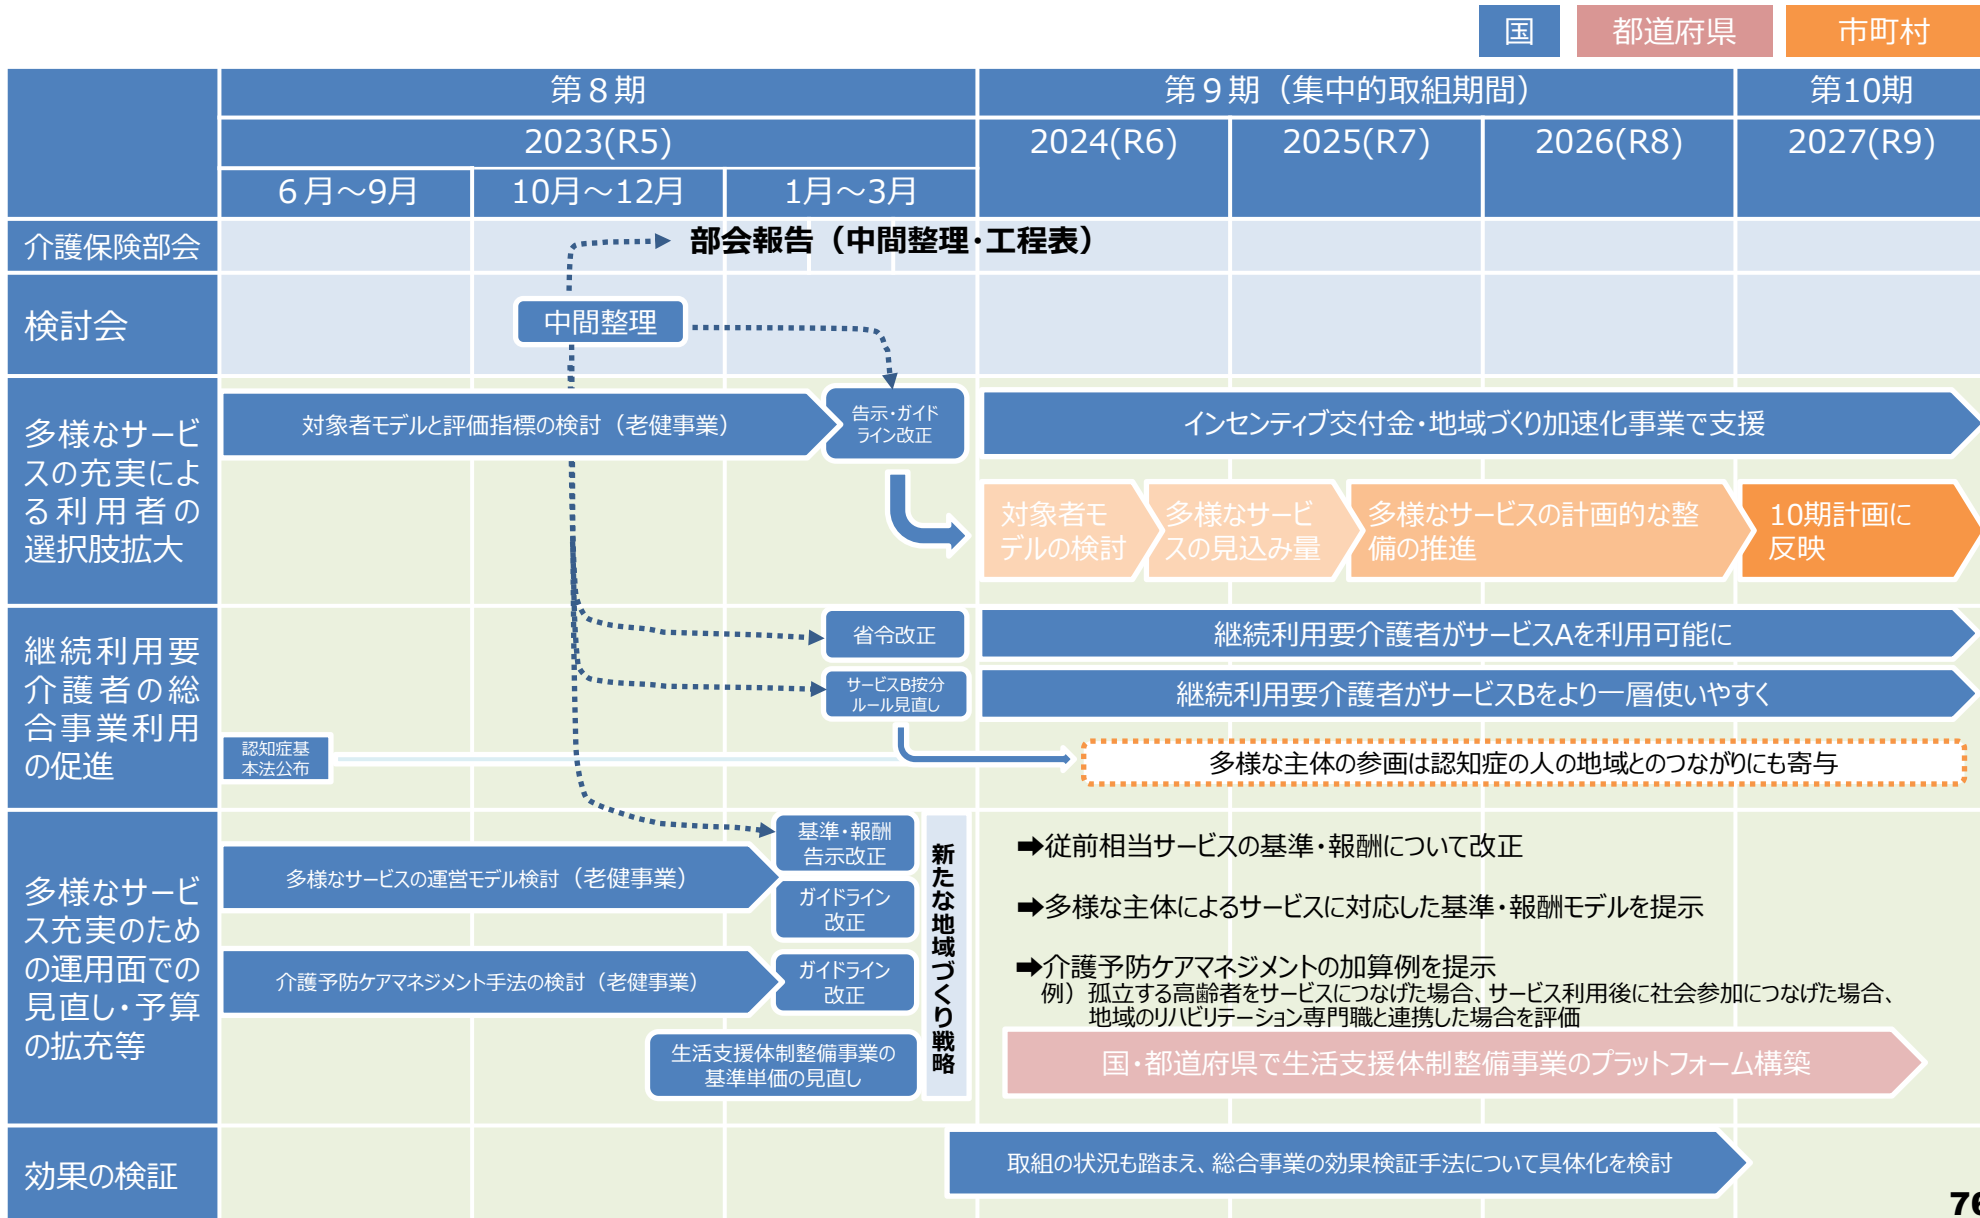 国
都道府県
市町村
第８期
第９期（集中的取組期間）
第10期
2023(R5)
2024(R6)
2025(R7)
2026(R8)
2027(R9)
６月～9月
10月～12月
1月～3月
介護保険部会
部会報告（中間整理・工程表）
検討会
中間整理
多様なサービ
スの充実によ
る利用者の
選択肢拡大
対象者モデルと評価指標の検討（老健事業）
告示・ガイド
ライン改正
インセンティブ交付金・地域づくり加速化事業で支援
対象者モ
デルの検討
多様なサービ
スの見込み量
多様なサービスの計画的な整
備の推進
10期計画に
反映
継続利用要
介護者の総
合事業利用
の促進
省令改正
継続利用要介護者がサービスAを利用可能に
サービスB按分
ルール見直し
継続利用要介護者がサービスBをより一層使いやすく
認知症基
本法公布
多様な主体の参画は認知症の人の地域とのつながりにも寄与
多様なサービ
ス充実のため
の運用面での
見直し・予算
の拡充等
多様なサービスの運営モデル検討（老健事業）
基準・報酬
告示改正
ガイドライン
改正
介護予防ケアマネジメント手法の検討（老健事業）
ガイドライン
改正
生活支援体制整備事業の
基準単価の見直し
新たな地域づくり戦略
➡従前相当サービスの基準・報酬について改正
➡多様な主体によるサービスに対応した基準・報酬モデルを提示
➡介護予防ケアマネジメントの加算例を提示
例）孤立する高齢者をサービスにつなげた場合、サービス利用後に社会参加につなげた場合、
地域のリハビリテーション専門職と連携した場合を評価
国・都道府県で生活支援体制整備事業のプラットフォーム構築
効果の検証
取組の状況も踏まえ、総合事業の効果検証手法について具体化を検討
76